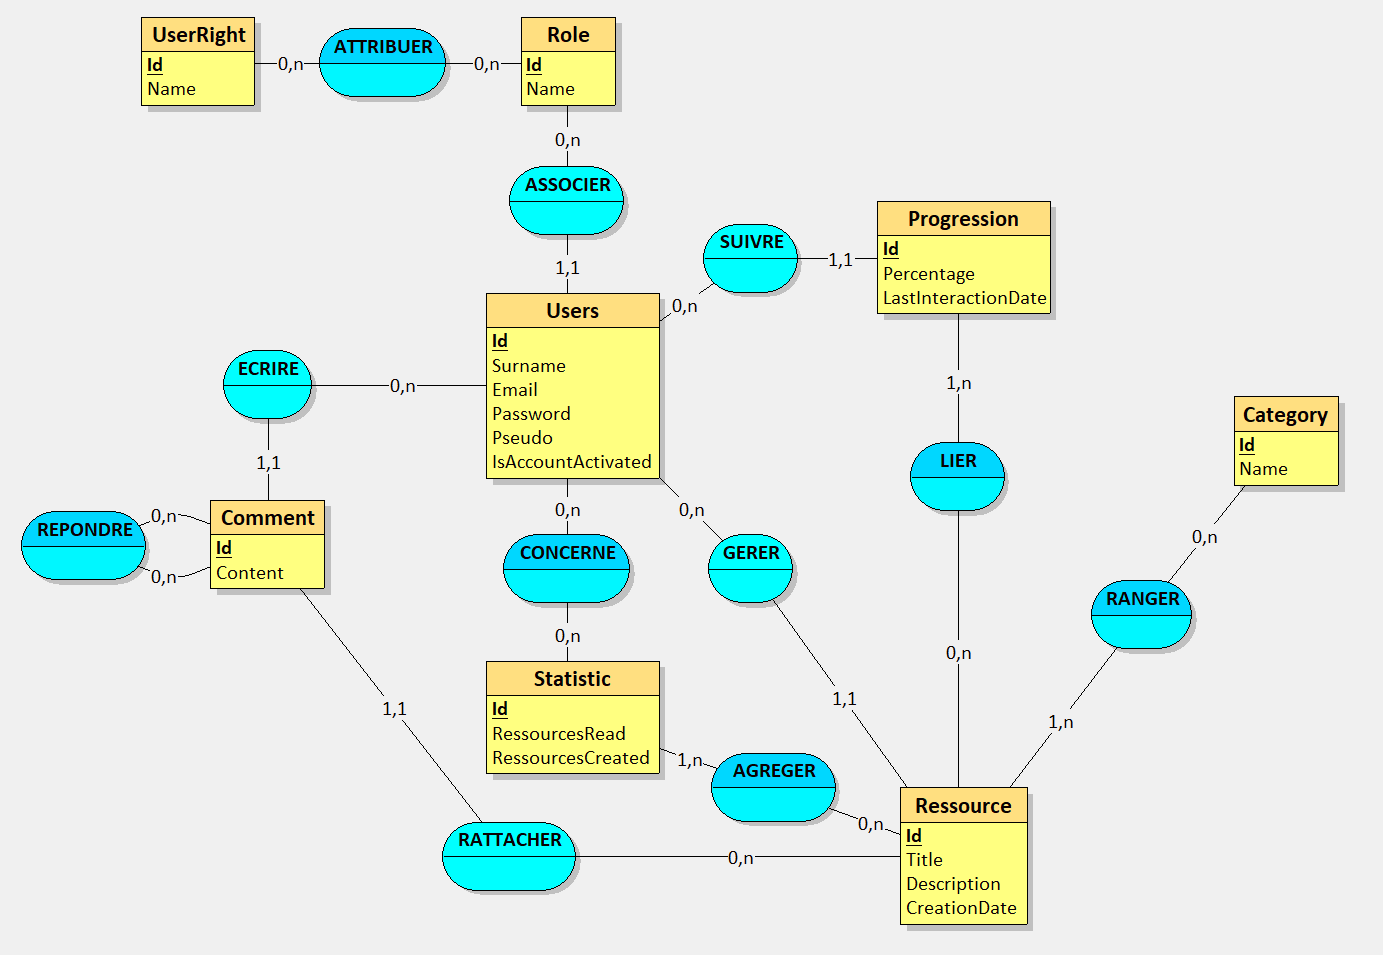 UserRight
Id
Name
0,n
ATTRIBUER
0,n
Role
Id
Name
0,n
ASSOCIER
1,1
Progression
Id
Percentage
LastInteractionDate
SUIVRE
1,1
0,n
Users
Id
Surname
Email
Password
Pseudo
IsAccountActivated
ECRIRE
0,n
1,1
1,n
LIER
0,n
Category
Id
Name
0,n
RANGER
1,n
REPONDRE
0,n
0,n
Comment
Id
Content
0,n
CONCERNE
0,n
0,n
GERER
1,1
Statistic
Id
RessourcesRead
RessourcesCreated
1,n
AGREGER
0,n
1,1
RATTACHER
0,n
Ressource
Id
Title
Description
CreationDate